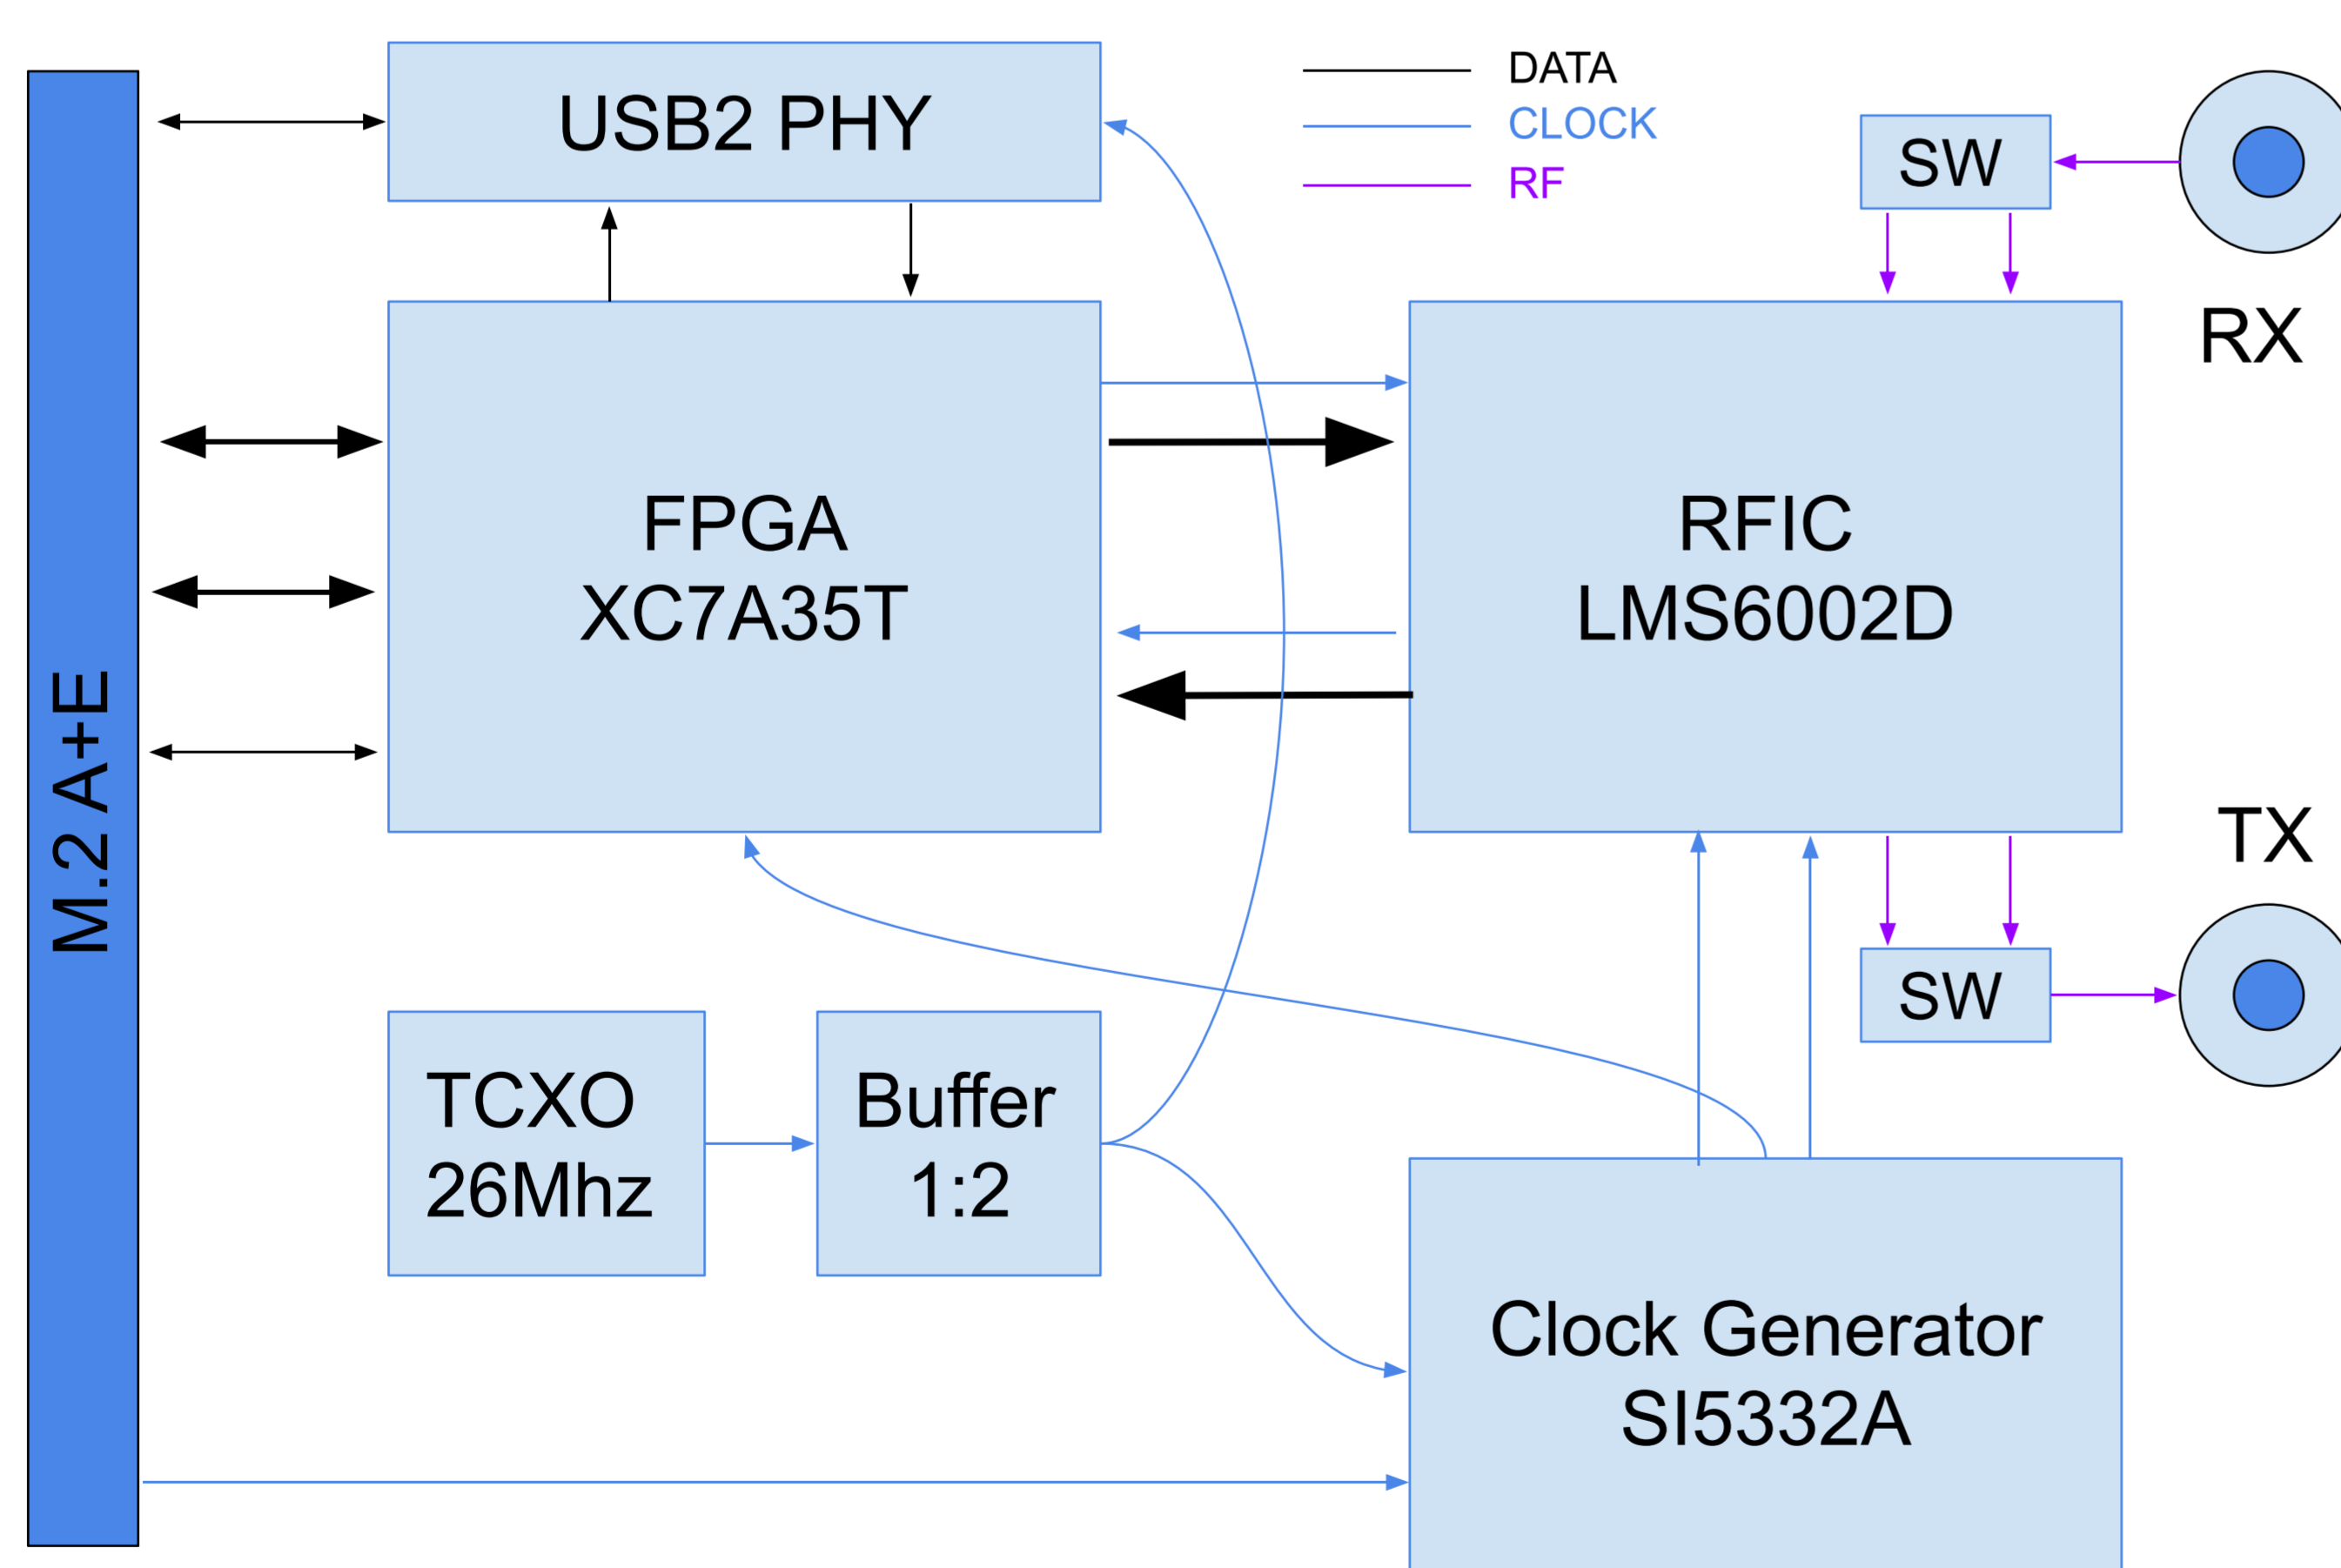 USB2 PHY
DATA
CLOCK
RF
SW
RX
FPGA
XC7A35T
RFIC
LMS6002D
M.2 A+E
TX
SW
TCXO
26Mhz
Buffer
1:2
Clock Generator
SI5332A